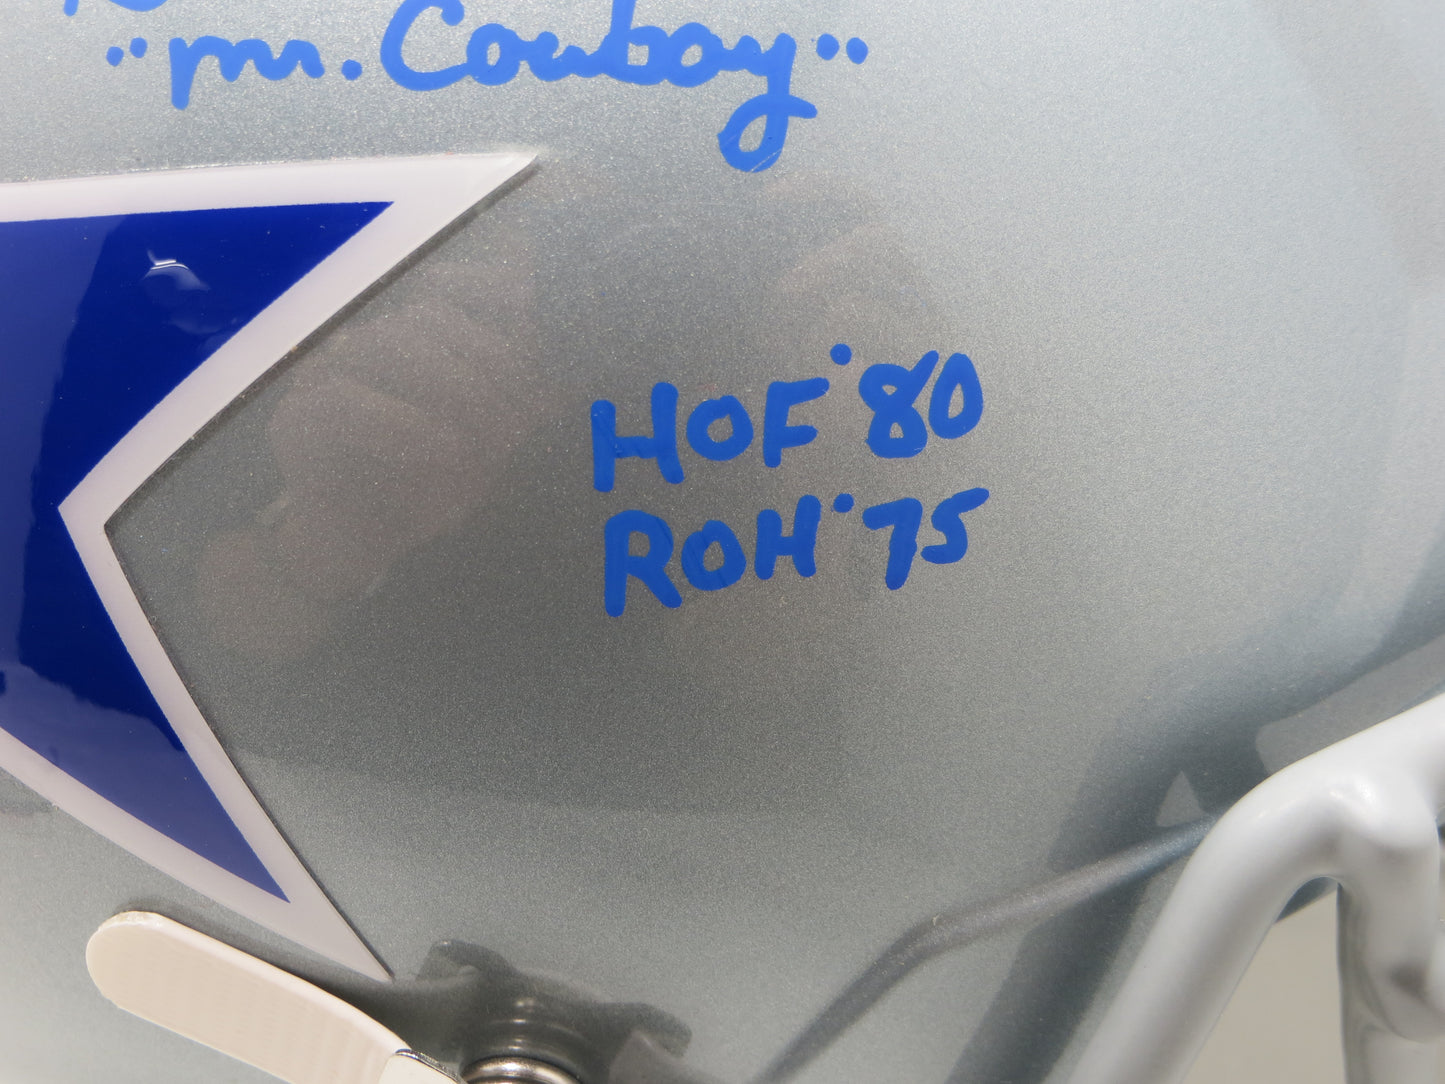 "mr. Cowboy"
HOF '80
ROH '75